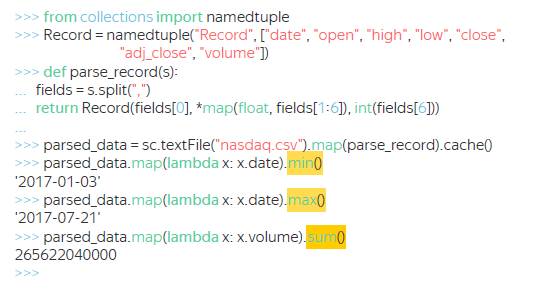 >>> from collections import namedtuple
>>> Record = namedtuple("Record", ["date", "open", "high", "low", "close",
"adj_close", "volume"])
>>> def parse_record(s):
... fields = s.split(",")
... return Record(fields[0], *map(float, fields[1:6]), int(fields[6]))
...
>>> parsed_data = sc.textFile("nasdaq.csv").map(parse_record).cache()
>>> parsed_data.map(lambda x: x.date).min()
'2017-01-03'
>>> parsed_data.map(lambda x: x.date).max()
'2017-07-21'
>>> parsed_data.map(lambda x: x.volume).sum()
265622040000
>>>